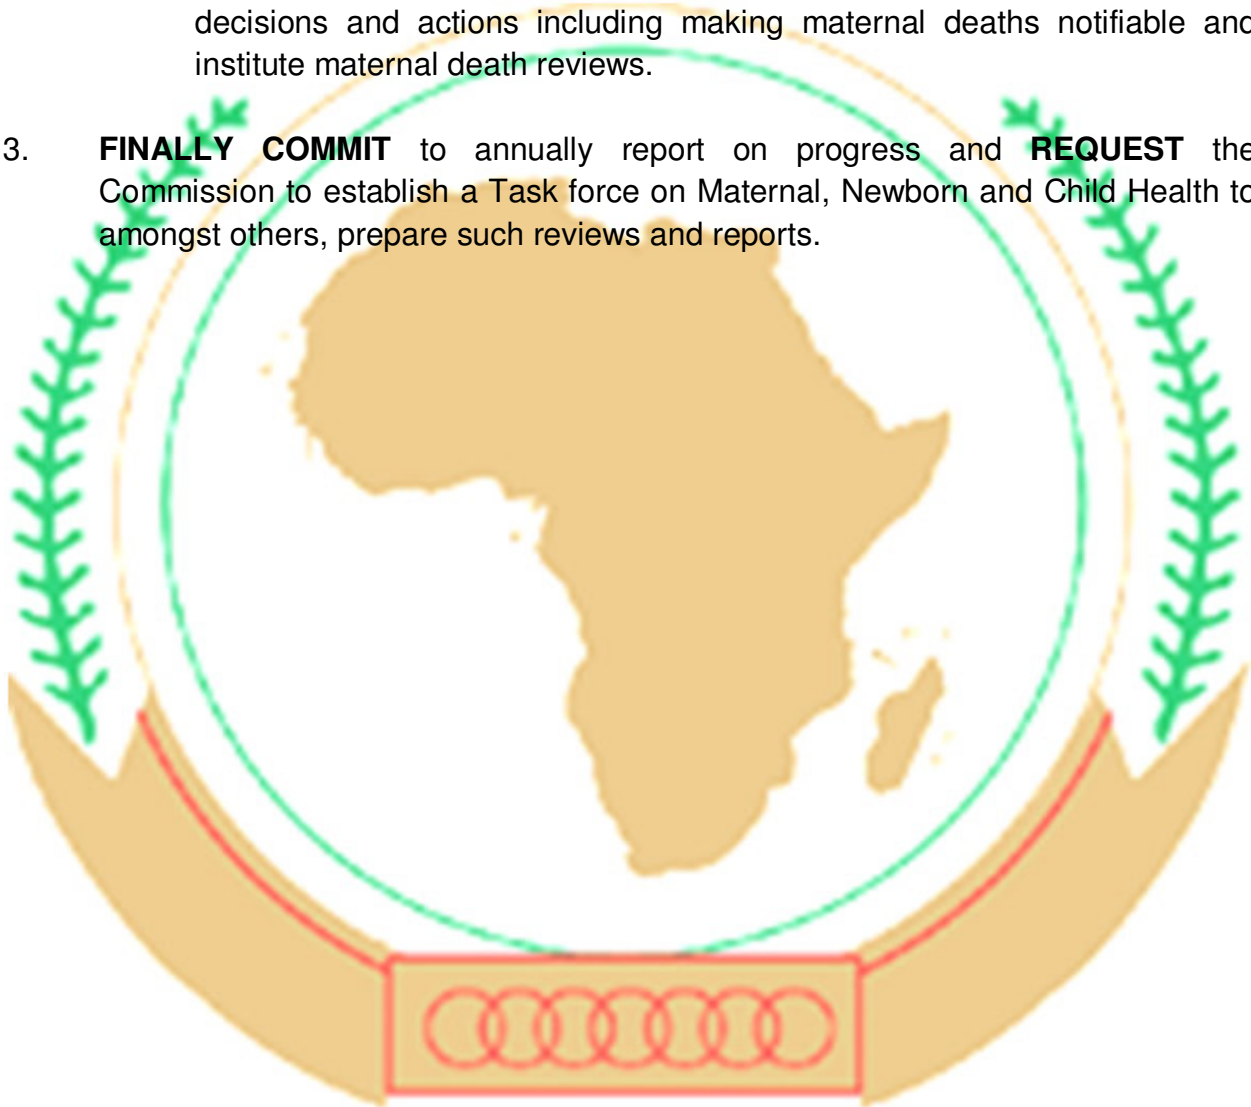 decisions and actions including making maternal deaths notifiable and
institute maternal death reviews.
3. FINALLY COMMIT to annually report on progress and REQUEST the
Commission to establish a Task force on Maternal, Newborn and Child Health to
amongst others, prepare such reviews and reports.